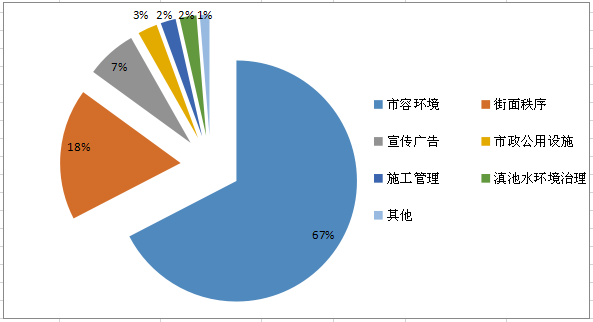 3% 2% 2% 1%
7%
18%
67%
市容环境 街面秩序
宣传广告 市政公用设施
施工管理 滇池水环境治理
其他